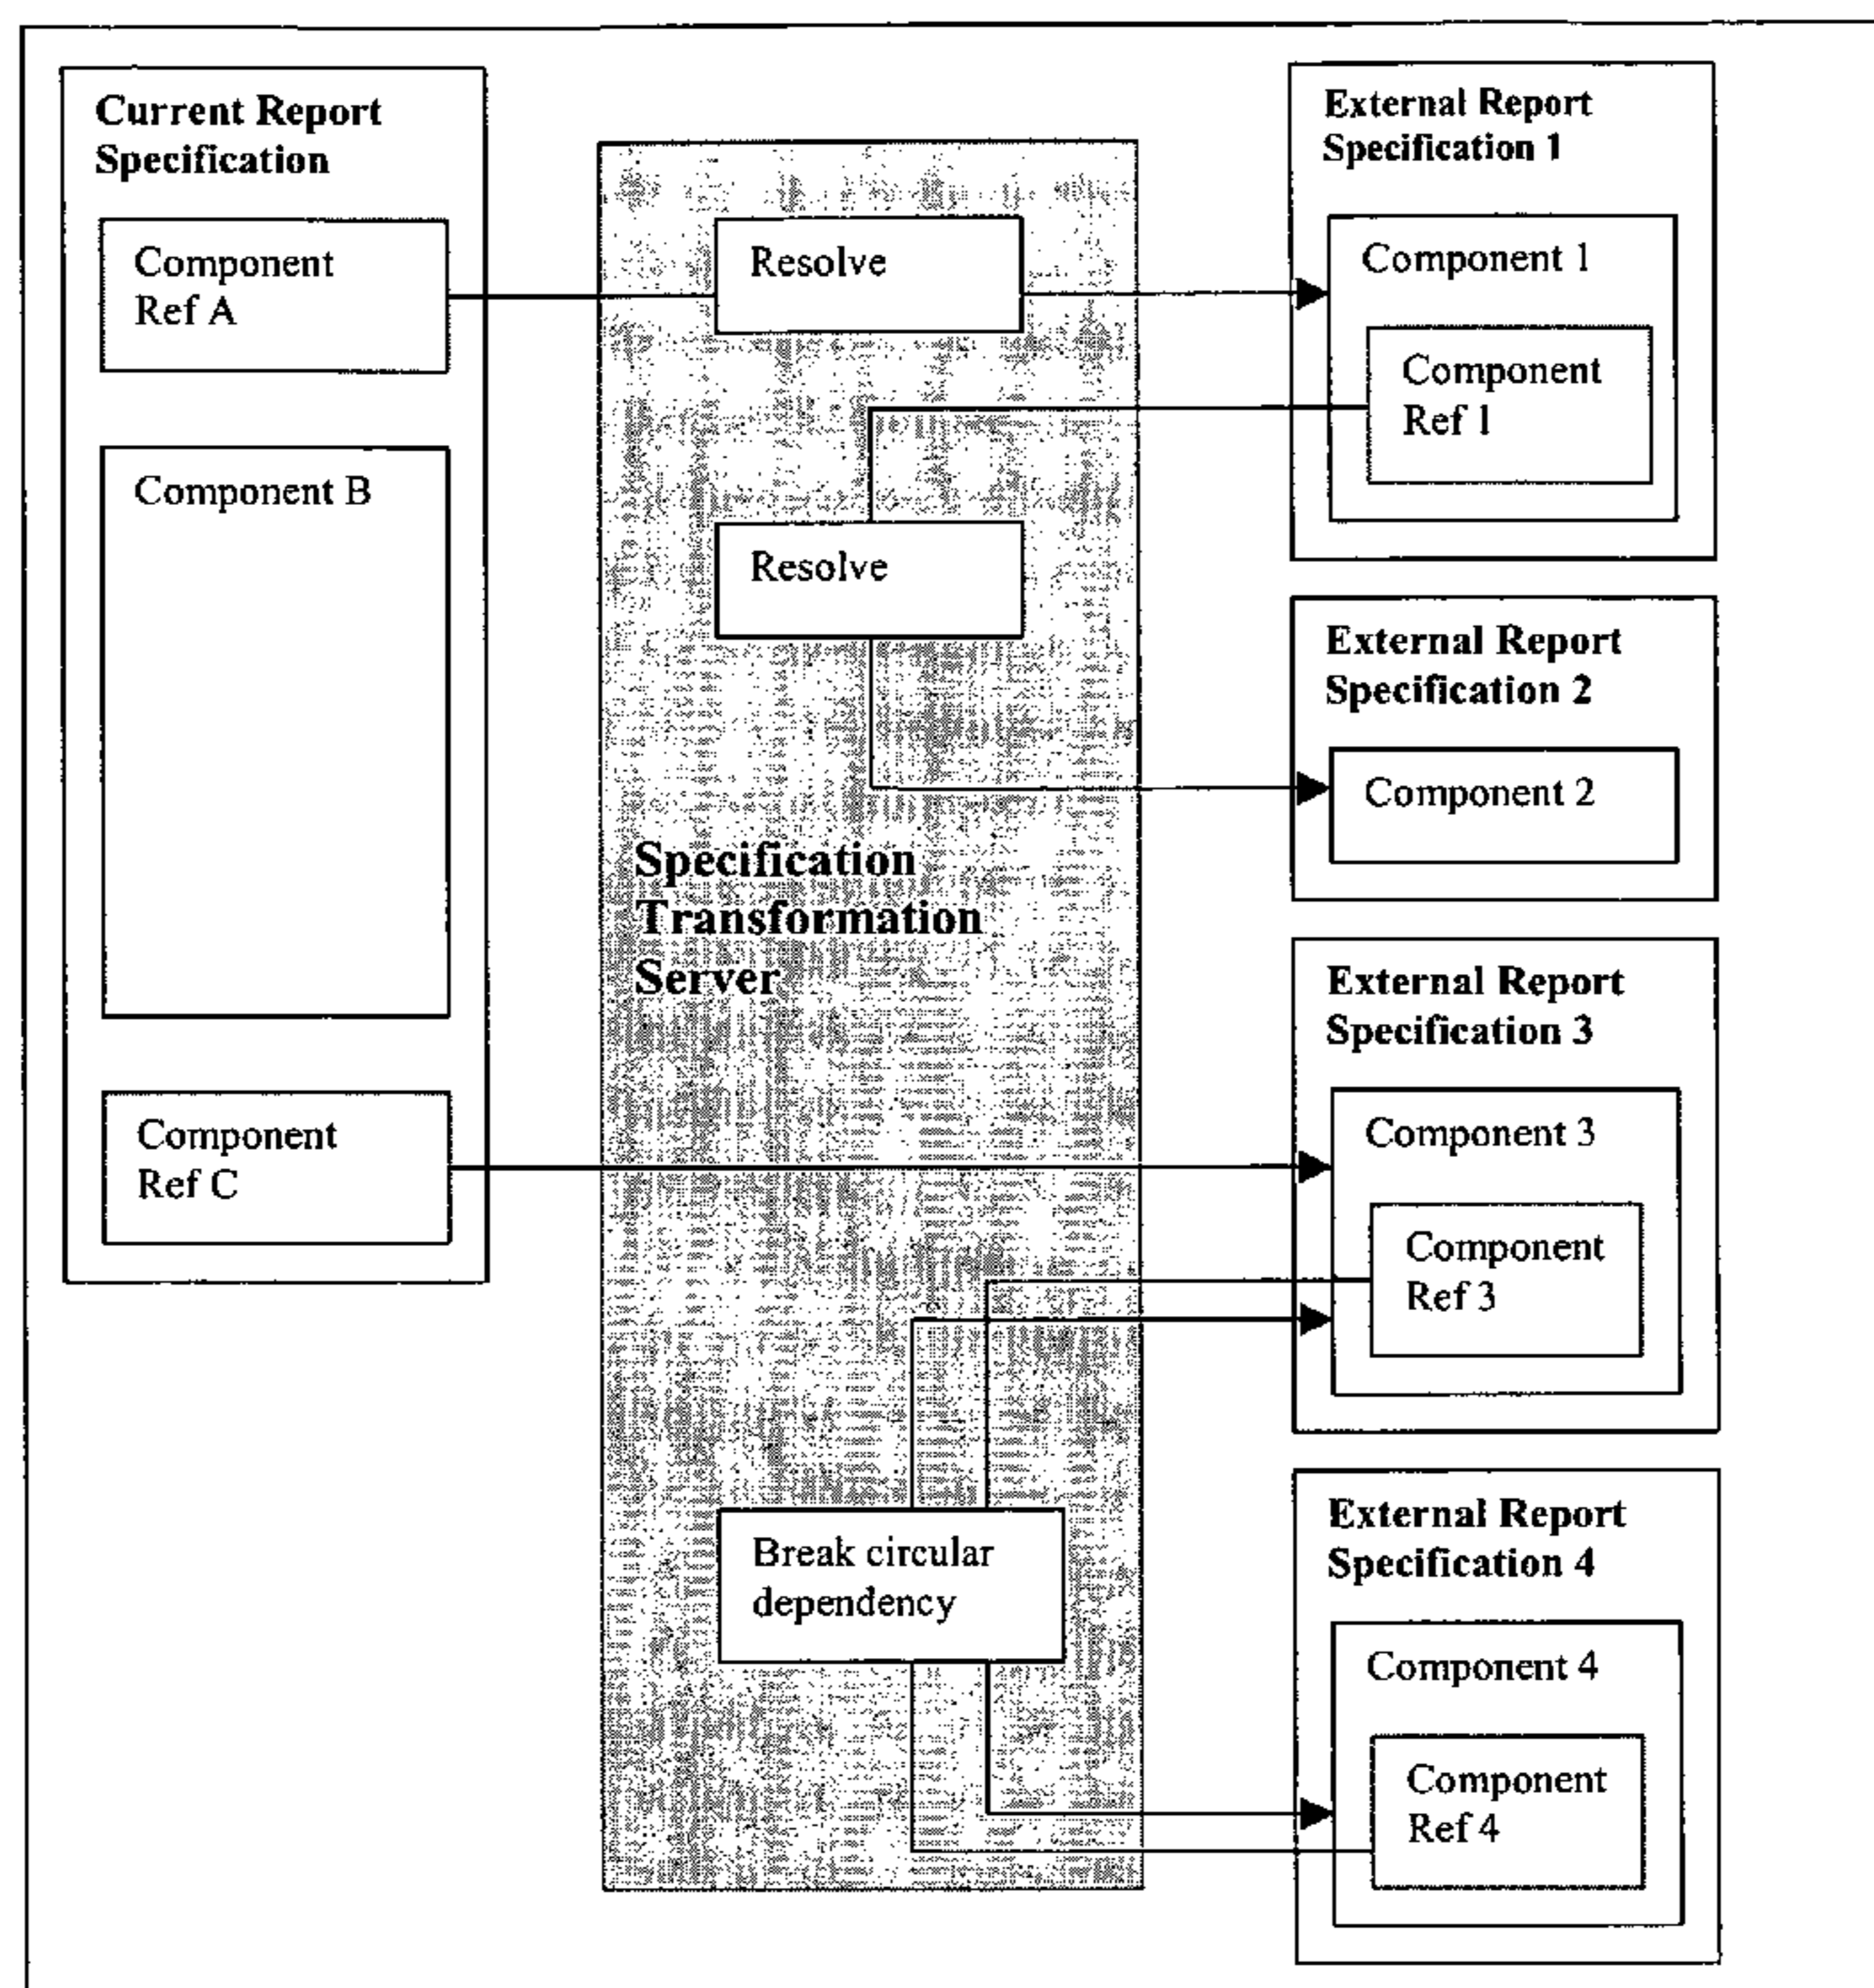 Current Report
Specification
Component
Ref A
Component B
Component
Ref C
Resolve
Resolve
Specification
Transformation
Server
Break circular
dependency
External Report
Specification 1
Component 1
Component
Ref 1
External Report
Specification 2
Component 2
External Report
Specification 3
Component 3
Component
Ref 3
External Report
Specification 4
Component 4
Component
Ref 4